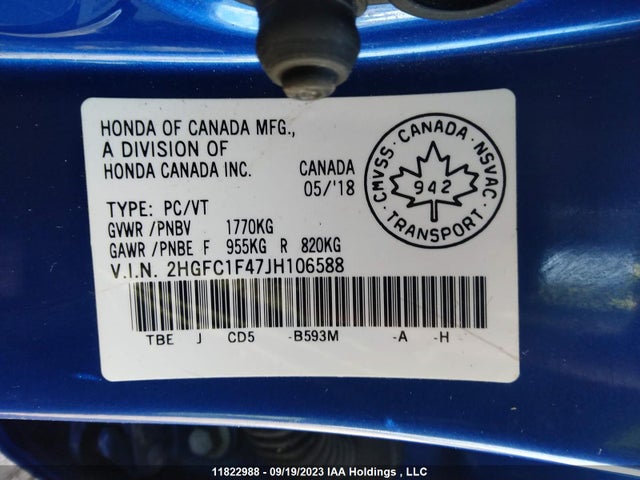 HONDA OF CANADA MFG.,
A DIVISION OF
HONDA CANADA INC.
CANADA
05/'18
CMVSS · CANADA · NSVAC
942
TRANSPORT
TYPE: PC/VT
GVWR /PNBV 1770KG
GAWR /PNBE F 955KG R 820KG
V.I.N. 2HGFC1F47JH106588
TBE J CD5 -B593M -A -H
11822988 - 09/19/2023 IAA Holdings , LLC